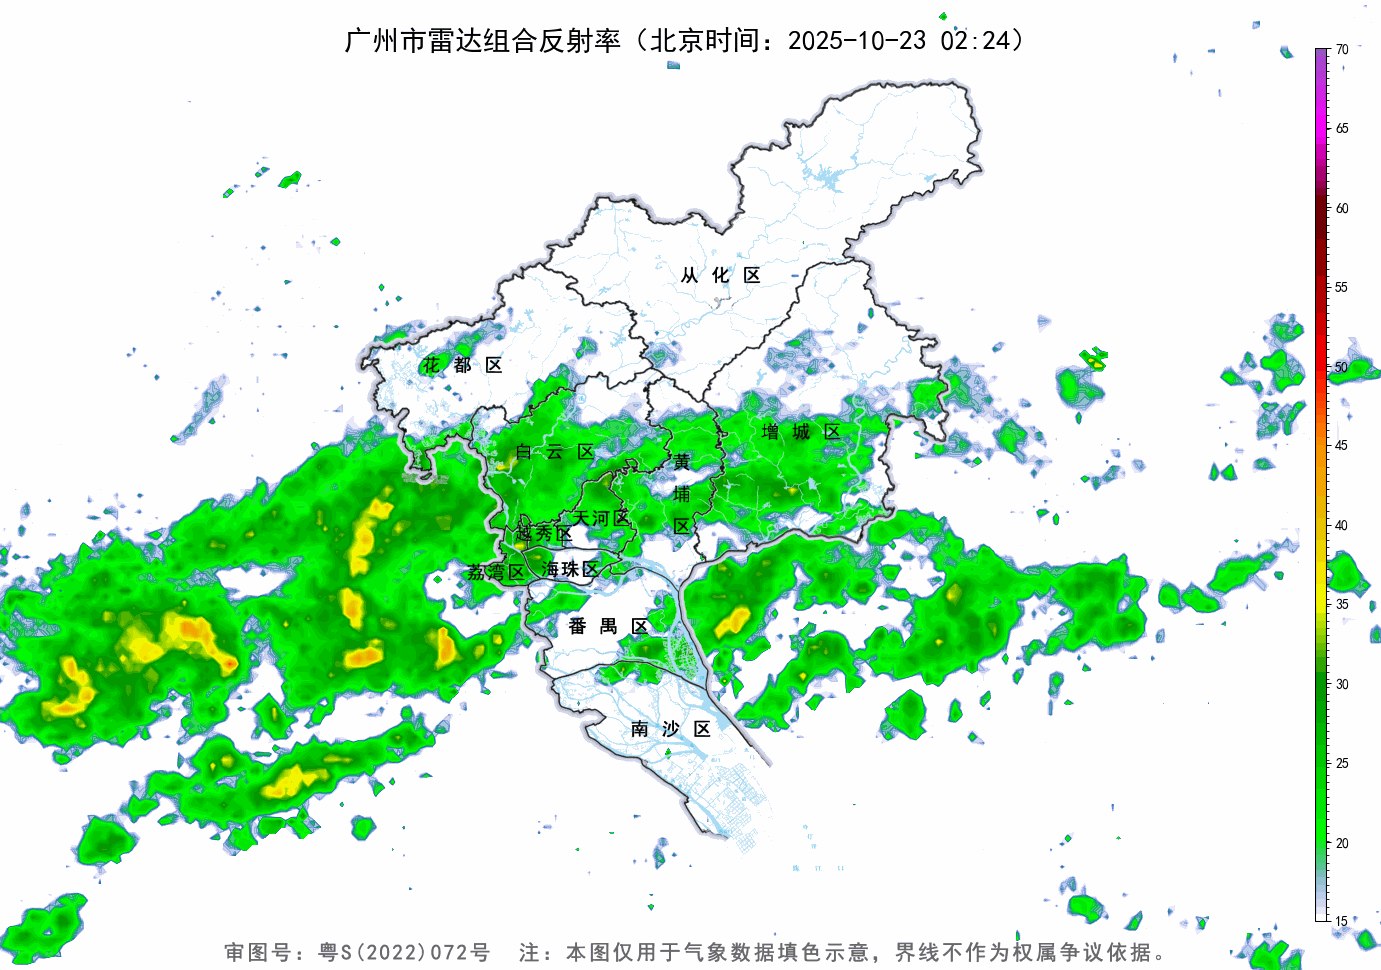 广州市雷达组合反射率（北京时间：2025-10-23 02:24）
70
65
60
55
50
45
40
35
30
25
20
15
从化区
花都区
增城区
白云区
黄埔区
天河区
越秀区
荔湾区
海珠区
番禺区
南沙区
审图号：粤S(2022)072号 注：本图仅用于气象数据填色示意，界线不作为权属争议依据。